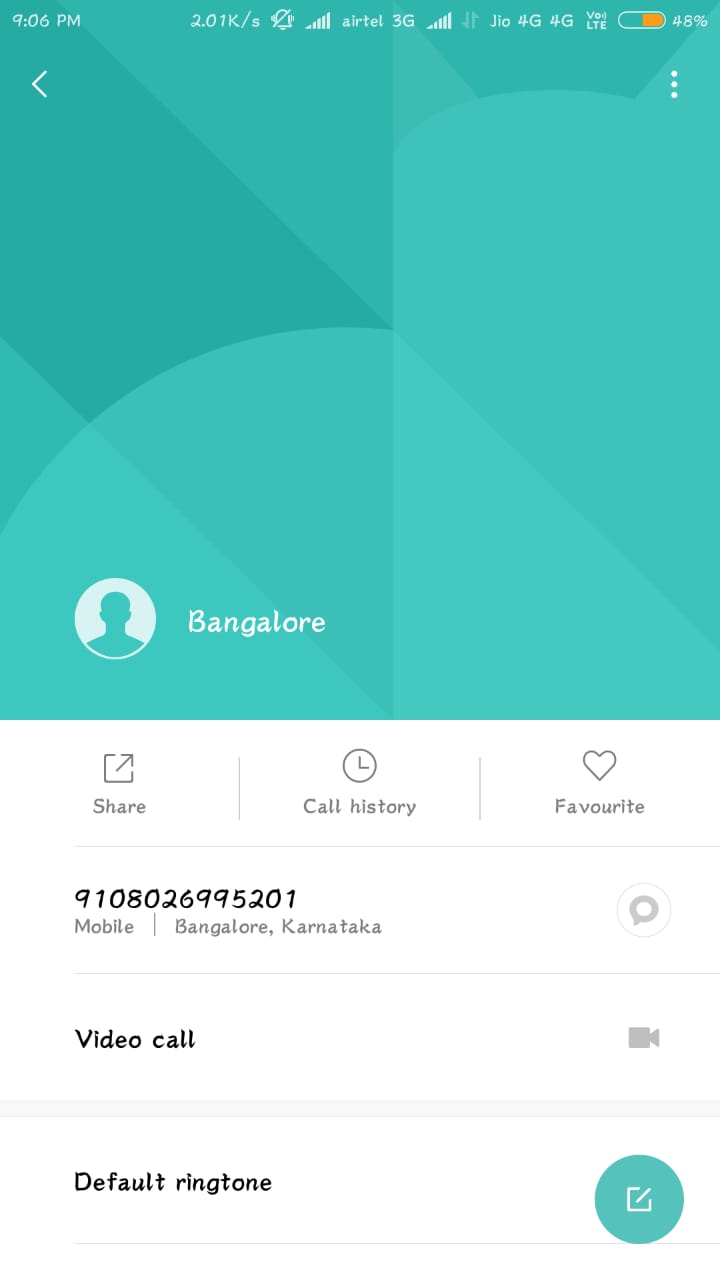 9:06 PM 2.01K/s airtel 3G Jio 4G 4G Vo)) LTE 48%
Bangalore
Share Call history Favourite
9108026995201
Mobile | Bangalore, Karnataka
Video call
Default ringtone